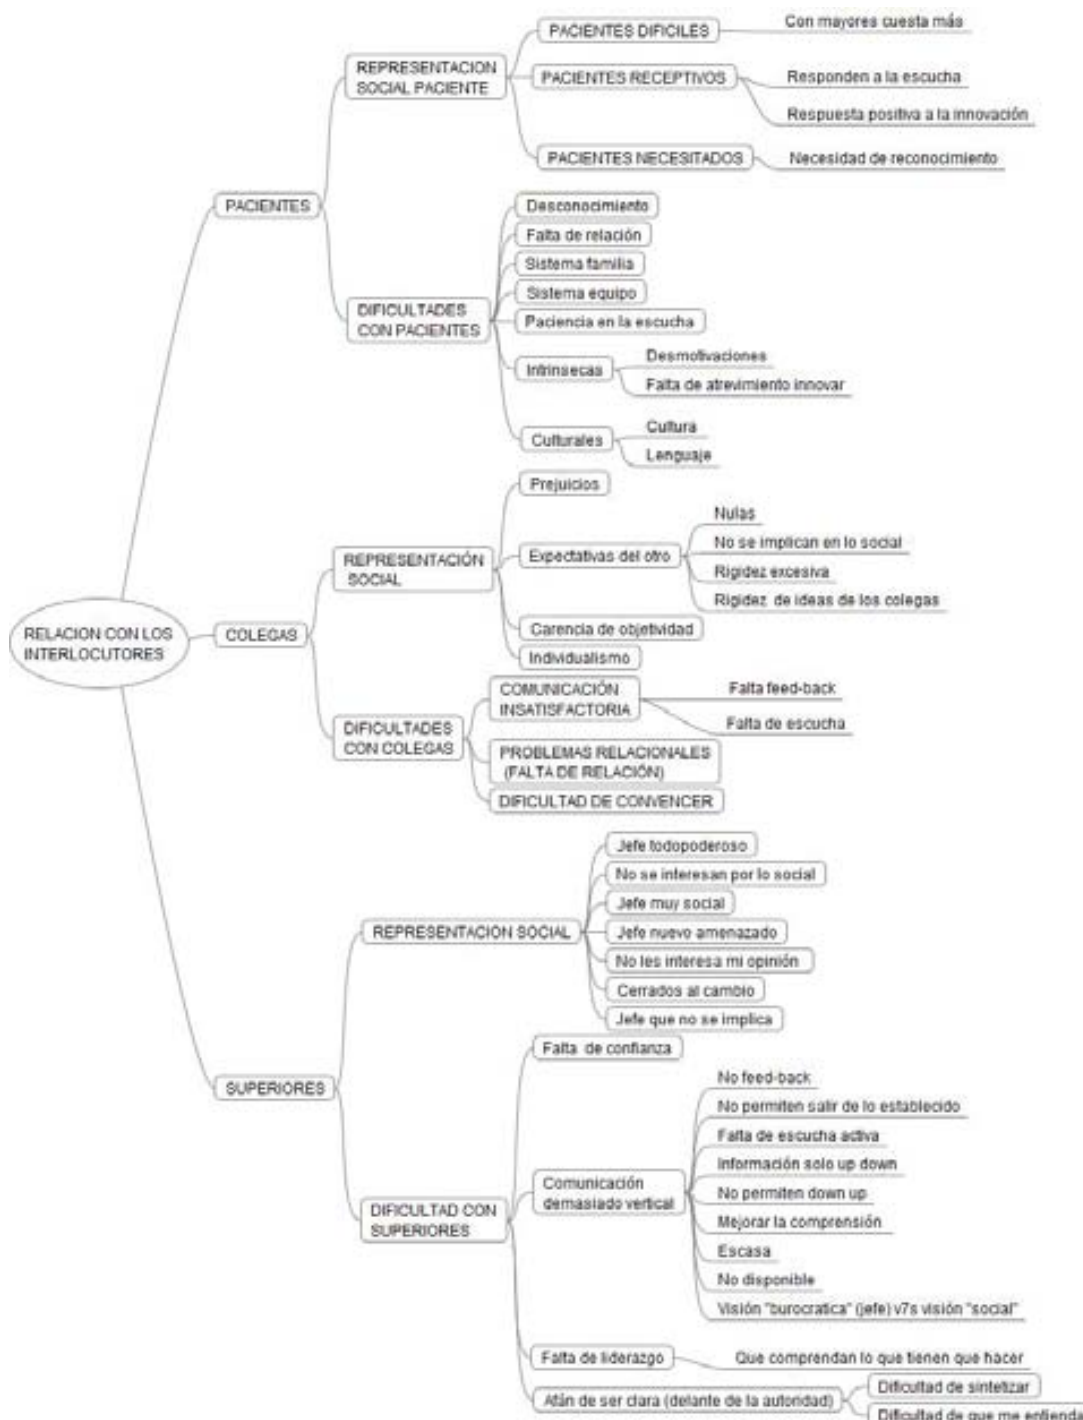 PACIENTES DIFICILES
Con mayores cuesta más
REPRESENTACION
SOCIAL PACIENTE
PACIENTES RECEPTIVOS
Responden a la escucha
Respuesta positiva a la innovación
PACIENTES NECESITADOS
Necesidad de reconocimiento
PACIENTES
Desconocimiento
Falta de relación
Sistema familia
Sistema equipo
DIFICULTADES
CON PACIENTES
Paciencia en la escucha
Intrinsecas
Desmotivaciones
Falta de atrevimiento innovar
Culturales
Cultura
Lenguaje
Prejuicios
REPRESENTACIÓN
SOCIAL
Expectativas del otro
Nulas
No se implican en lo social
Rigidez excesiva
Rigidez de ideas de los colegas
Carencia de objetividad
Individualismo
RELACION CON LOS
INTERLOCUTORES
COLEGAS
DIFICULTADES
CON COLEGAS
COMUNICACIÓN
INSATISFACTORIA
Falta feed-back
Falta de escucha
PROBLEMAS RELACIONALES
(FALTA DE RELACIÓN)
DIFICULTAD DE CONVENCER
Jefe todopoderoso
No se interesan por lo social
Jefe muy social
REPRESENTACION SOCIAL
Jefe nuevo amenazado
No les interesa mi opinión
Cerrados al cambio
Jefe que no se implica
SUPERIORES
Falta de confianza
DIFICULTAD CON
SUPERIORES
Comunicación
demasiado vertical
No feed-back
No permiten salir de lo establecido
Falta de escucha activa
Información solo up down
No permiten down up
Mejorar la comprensión
Escasa
No disponible
Visión "burocratica" (jefe) v7s visión "social"
Falta de liderazgo
Que comprendan lo que tienen que hacer
Afán de ser clara (delante de la autoridad)
Dificultad de sintetizar
Dificultad de que me entienda